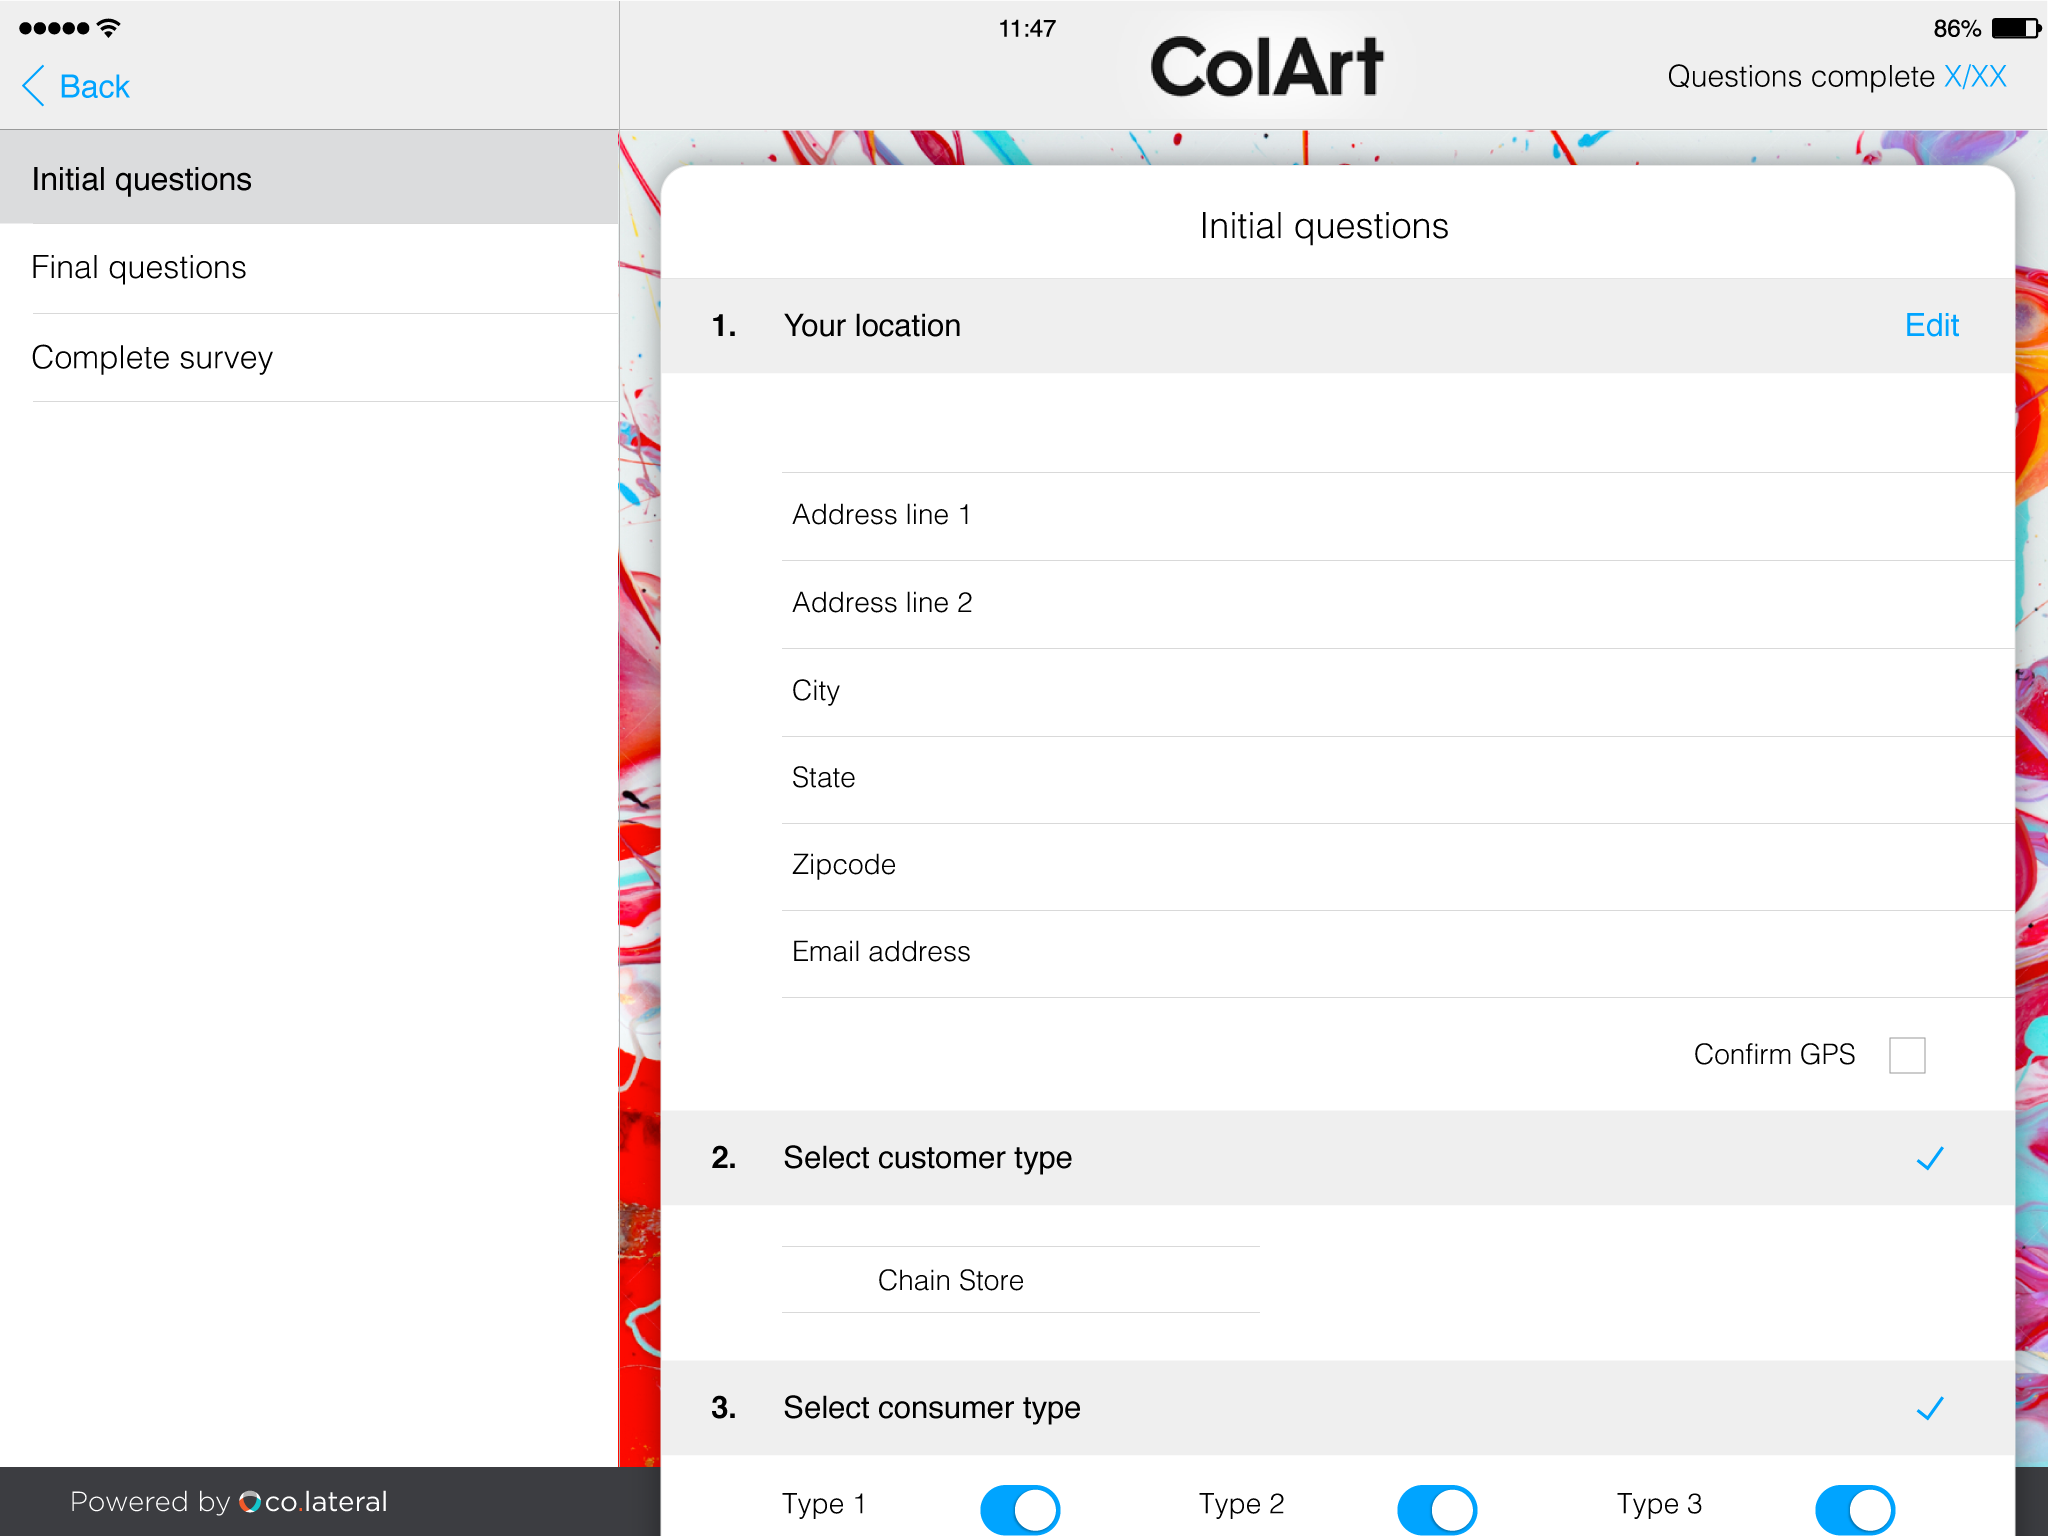 11:47
86%
Back
ColArt
Questions complete X/XX
Initial questions
Final questions
Complete survey
Initial questions
1. Your location Edit
Address line 1
Address line 2
City
State
Zipcode
Email address
Confirm GPS
2. Select customer type
Chain Store
3. Select consumer type
Type 1 Type 2 Type 3
Powered by co.lateral